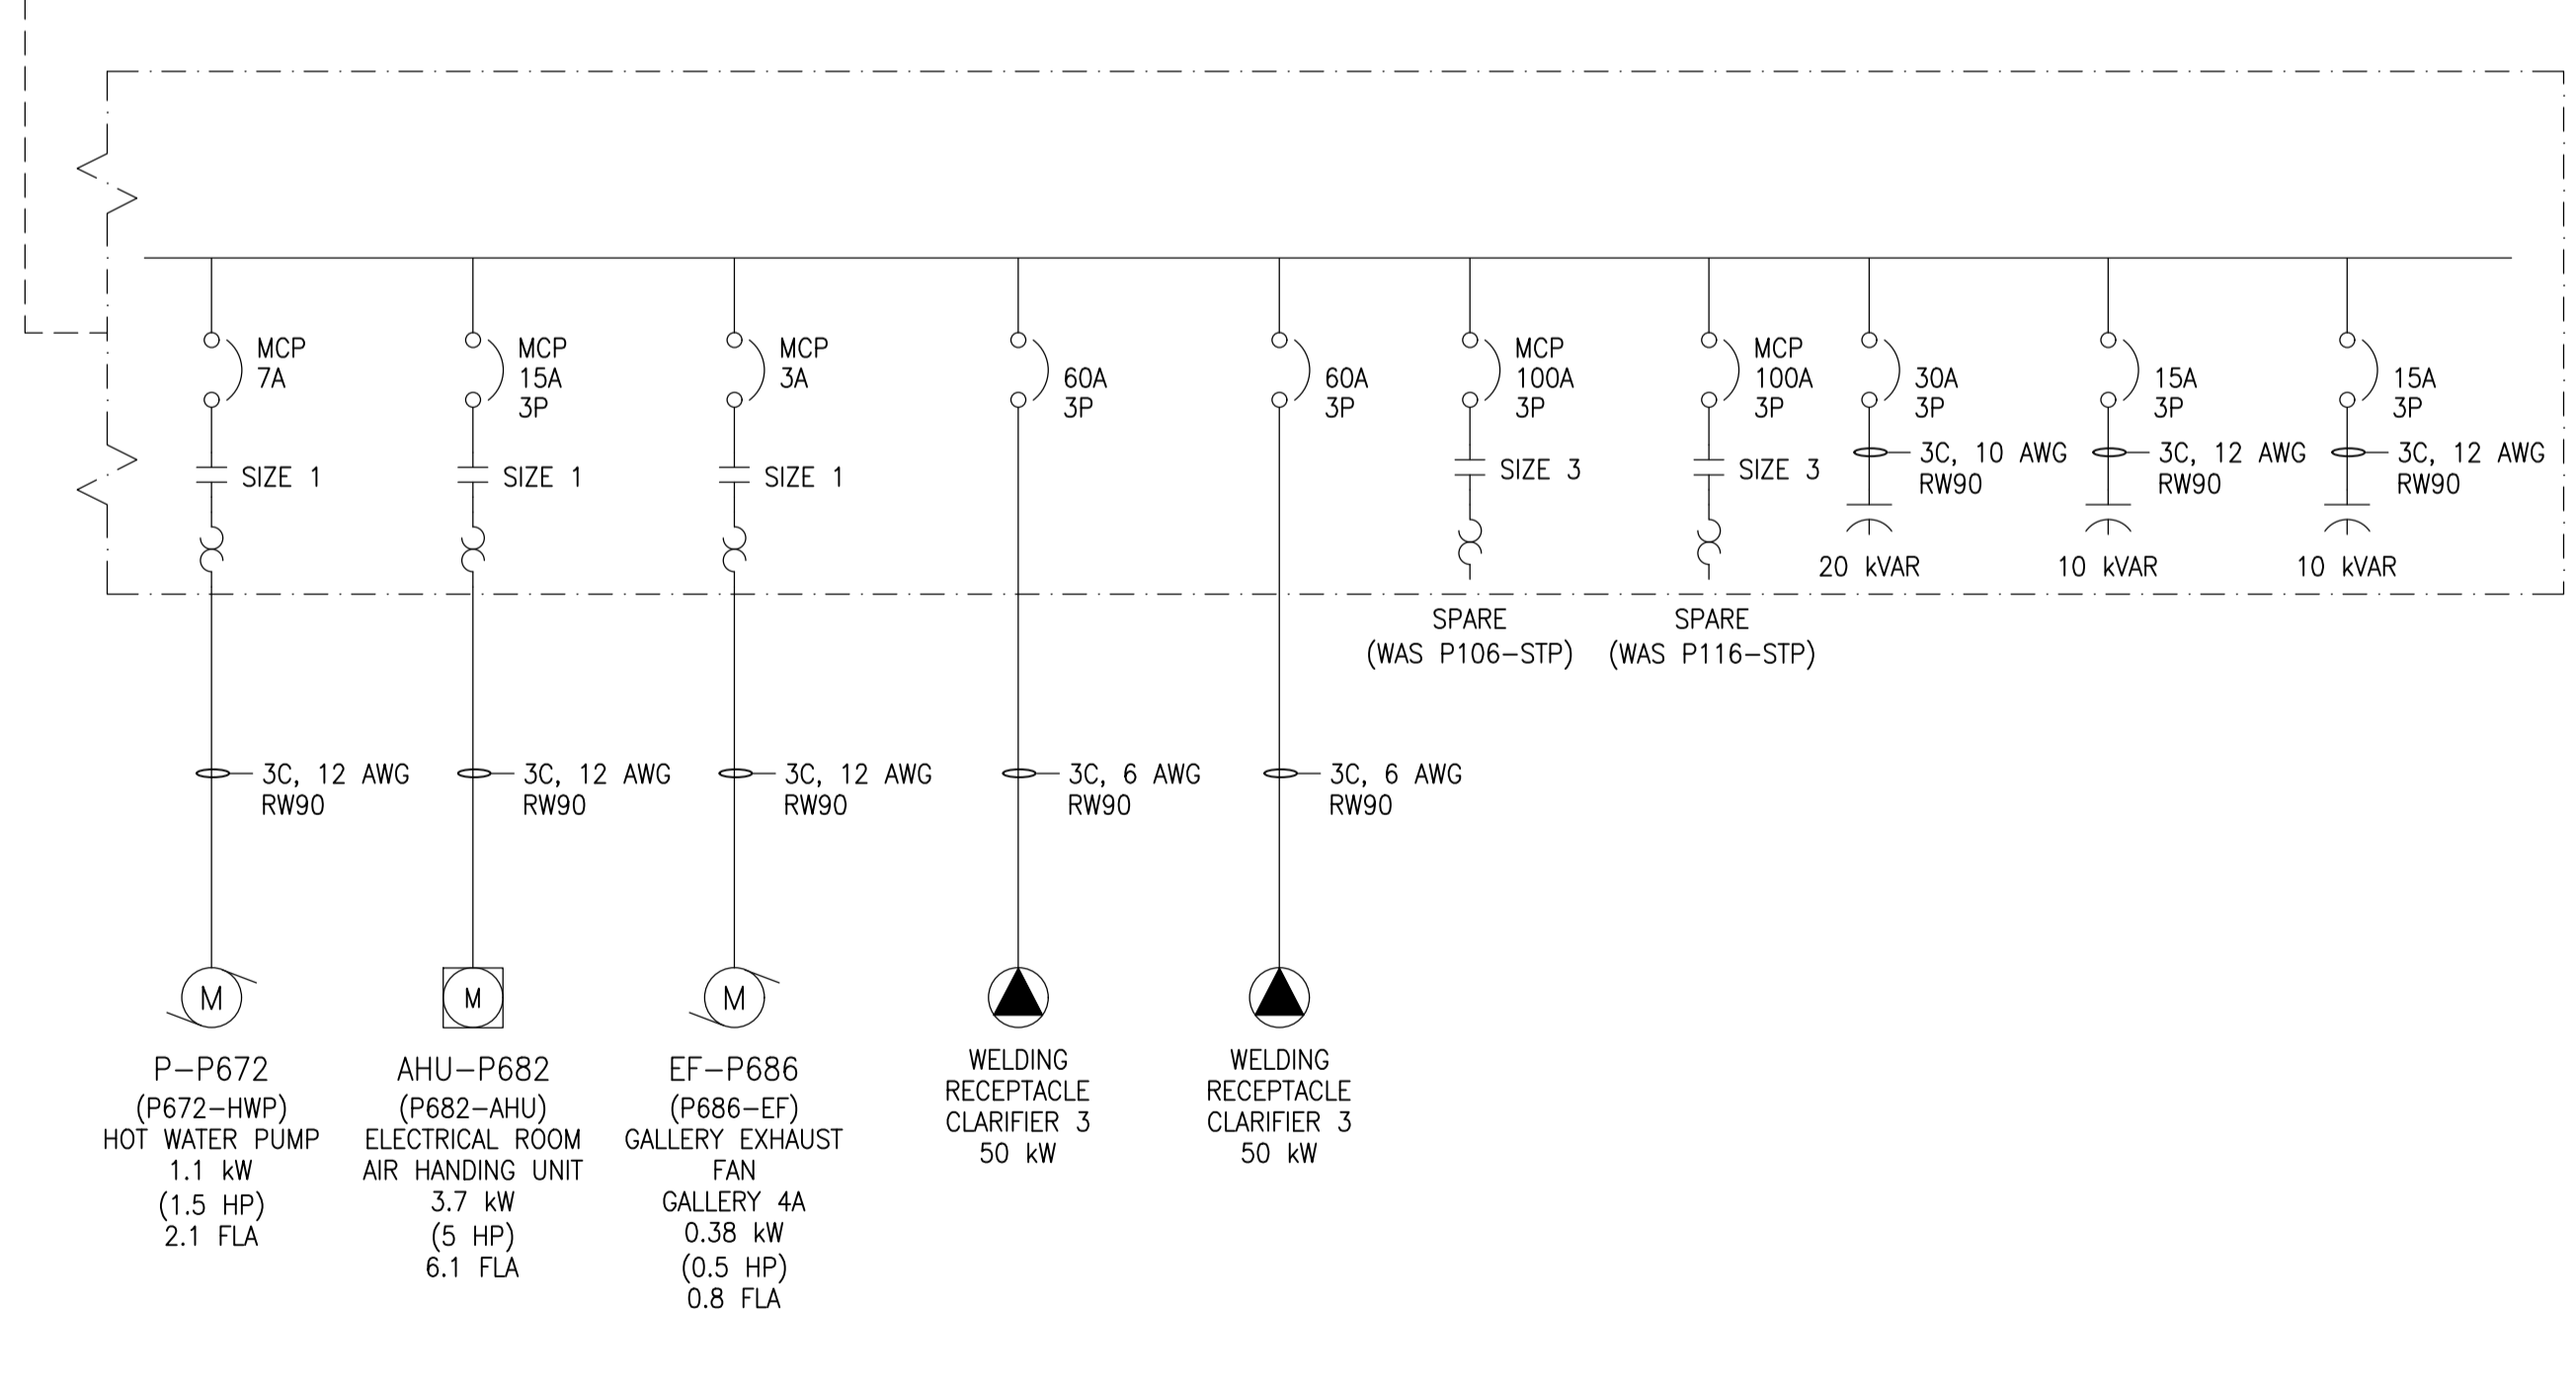 MCP
7A
SIZE 1
3C, 12 AWG
RW90
M
P-P672
(P672-HWP)
HOT WATER PUMP
1.1 kW
(1.5 HP)
2.1 FLA
MCP
15A
3P
SIZE 1
3C, 12 AWG
RW90
M
AHU-P682
(P682-AHU)
ELECTRICAL ROOM
AIR HANDING UNIT
3.7 kW
(5 HP)
6.1 FLA
MCP
3A
SIZE 1
3C, 12 AWG
RW90
M
EF-P686
(P686-EF)
GALLERY EXHAUST
FAN
GALLERY 4A
0.38 kW
(0.5 HP)
0.8 FLA
60A
3P
3C, 6 AWG
RW90
WELDING
RECEPTACLE
CLARIFIER 3
50 kW
60A
3P
3C, 6 AWG
RW90
WELDING
RECEPTACLE
CLARIFIER 3
50 kW
MCP
100A
3P
SIZE 3
SPARE
(WAS P106-STP)
MCP
100A
3P
SIZE 3
SPARE
(WAS P116-STP)
30A
3P
3C, 10 AWG
RW90
20 kVAR
15A
3P
3C, 12 AWG
RW90
10 kVAR
15A
3P
3C, 12 AWG
RW90
10 kVAR